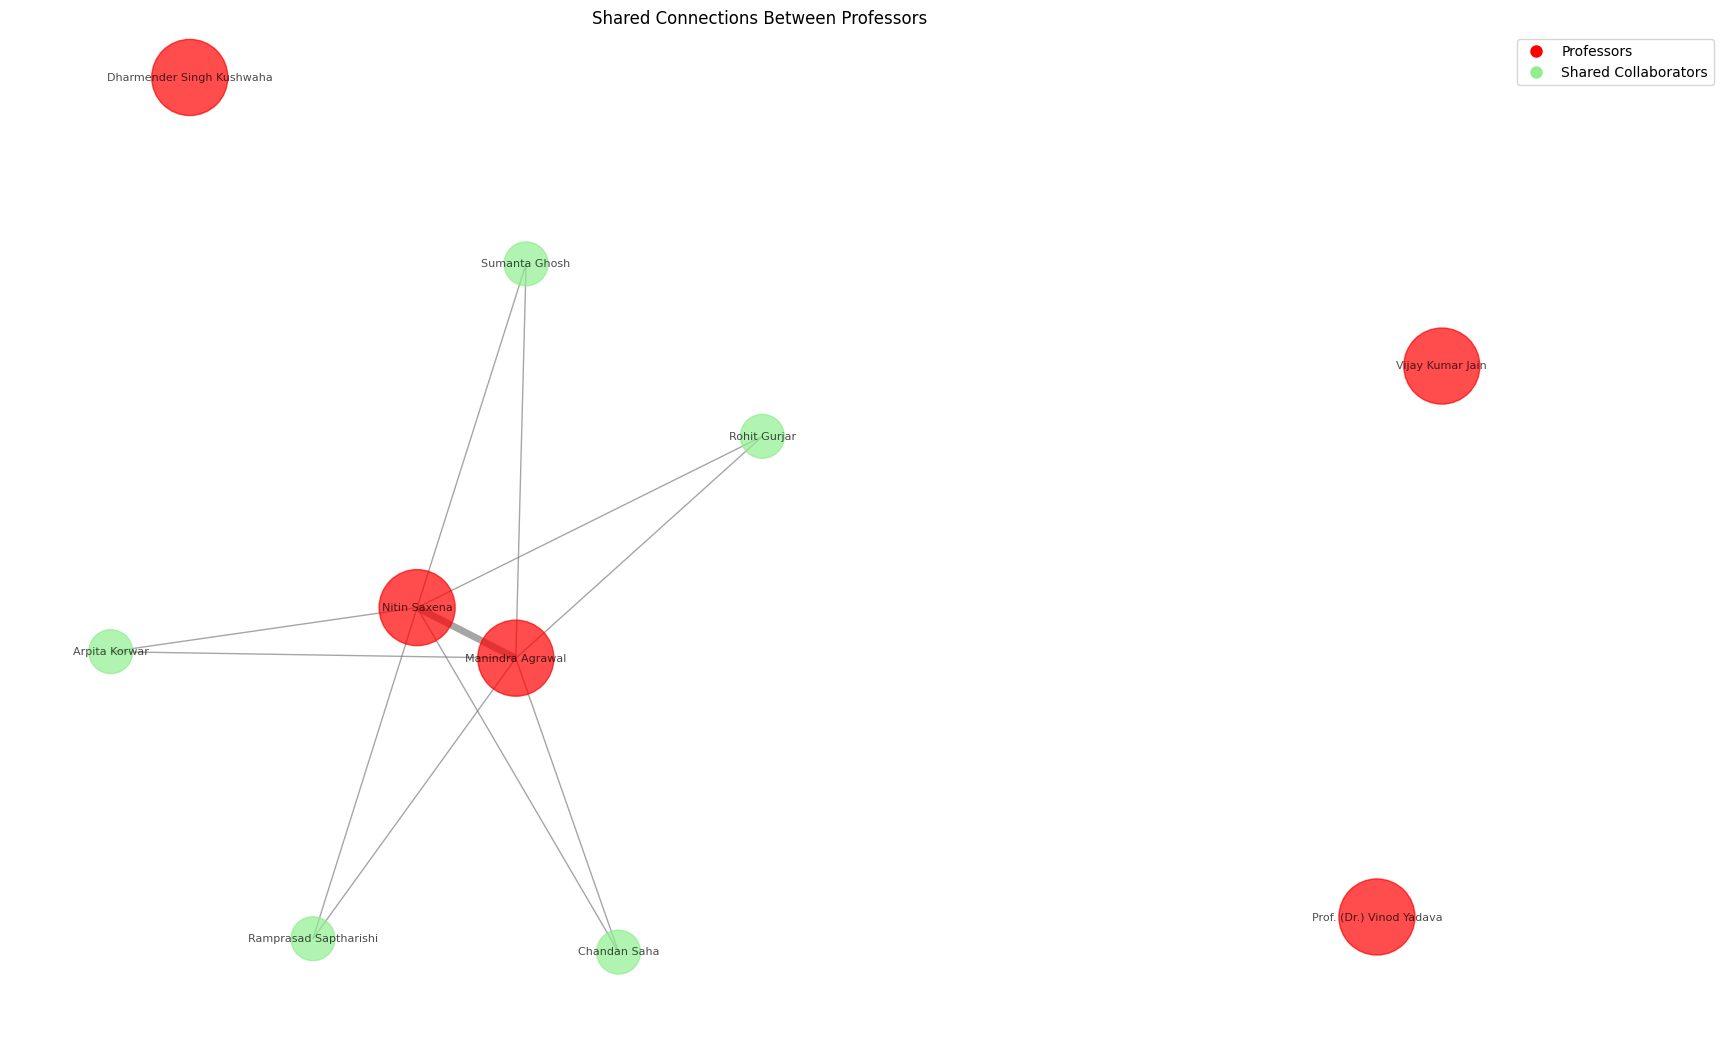 Shared Connections Between Professors
Professors
Shared Collaborators
Dharmender Singh Kushwaha
Sumanta Ghosh
Vijay Kumar Jain
Rohit Gurjar
Nitin Saxena
Arpita Korwar
Manindra Agrawal
Prof. (Dr.) Vinod Yadava
Ramprasad Saptharishi
Chandan Saha